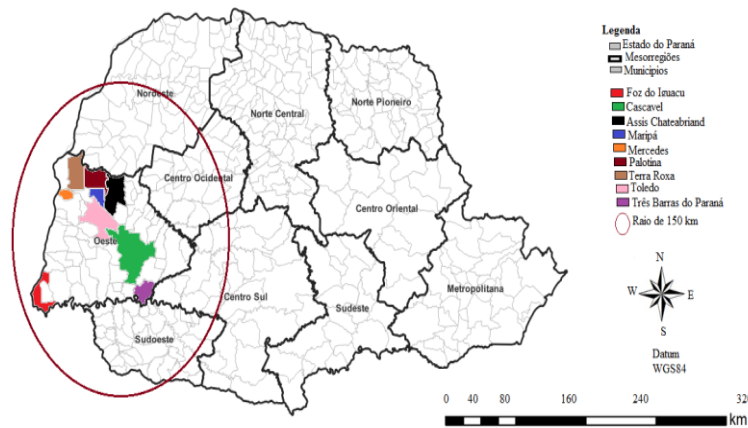 Legenda
Estado do Paraná
Mesorregiões
Municípios
Foz do Izuacu
Cascavel
Assis Chateabriand
Maripá
Mercedes
Palotina
Terra Roxa
Toledo
Três Barras do Paraná
Raio de 150 km
Nordeste
Norte Central
Norte Pioneiro
Centro Ocidental
Centro Oriental
Oeste
Centro Sul
Sudeste
Metropolitana
Sudoeste
N
W E
S
Datum
WGS84
0 40 80 160 240 320
km